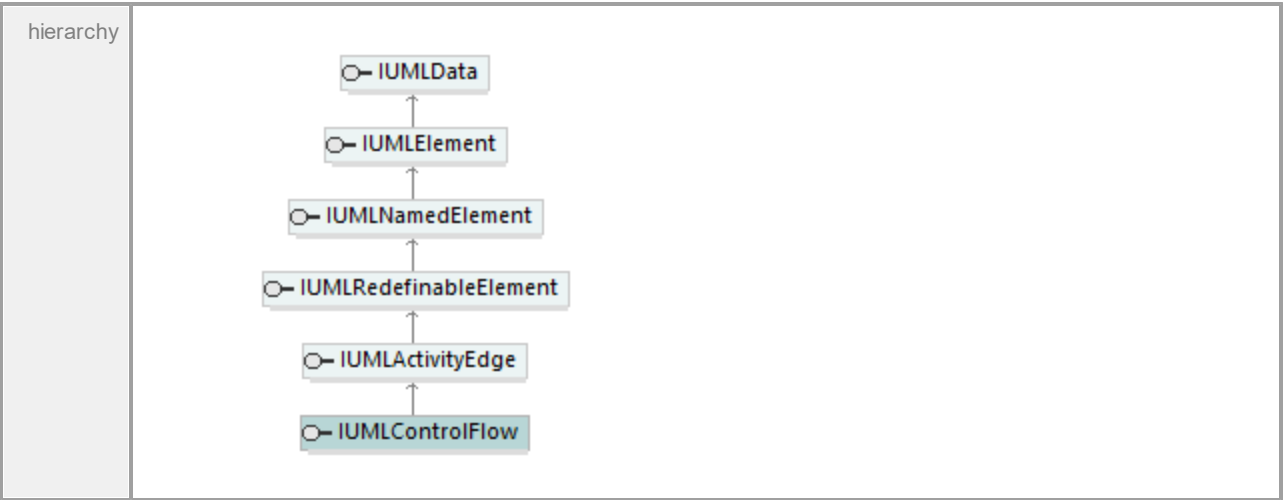 hierarchy
IUMLData
IUMLElement
IUMLNamedElement
IUMLRedefinableElement
IUMLActivityEdge
IUMLControlFlow